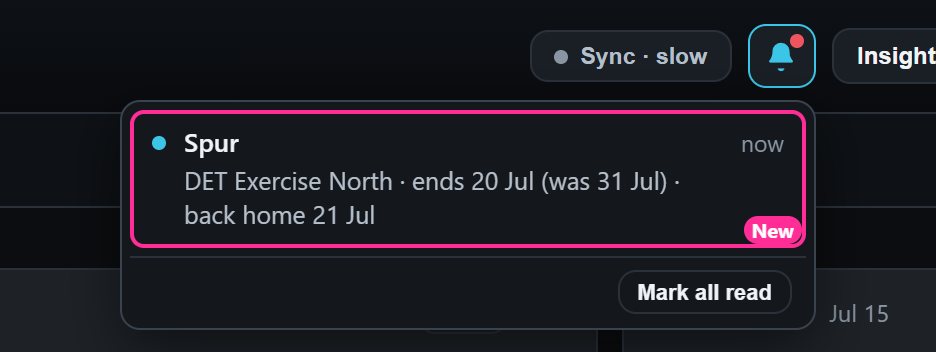 Sync · slow
Insight
Spur
now
DET Exercise North · ends 20 Jul (was 31 Jul) ·
back home 21 Jul
New
Mark all read
Jul 15